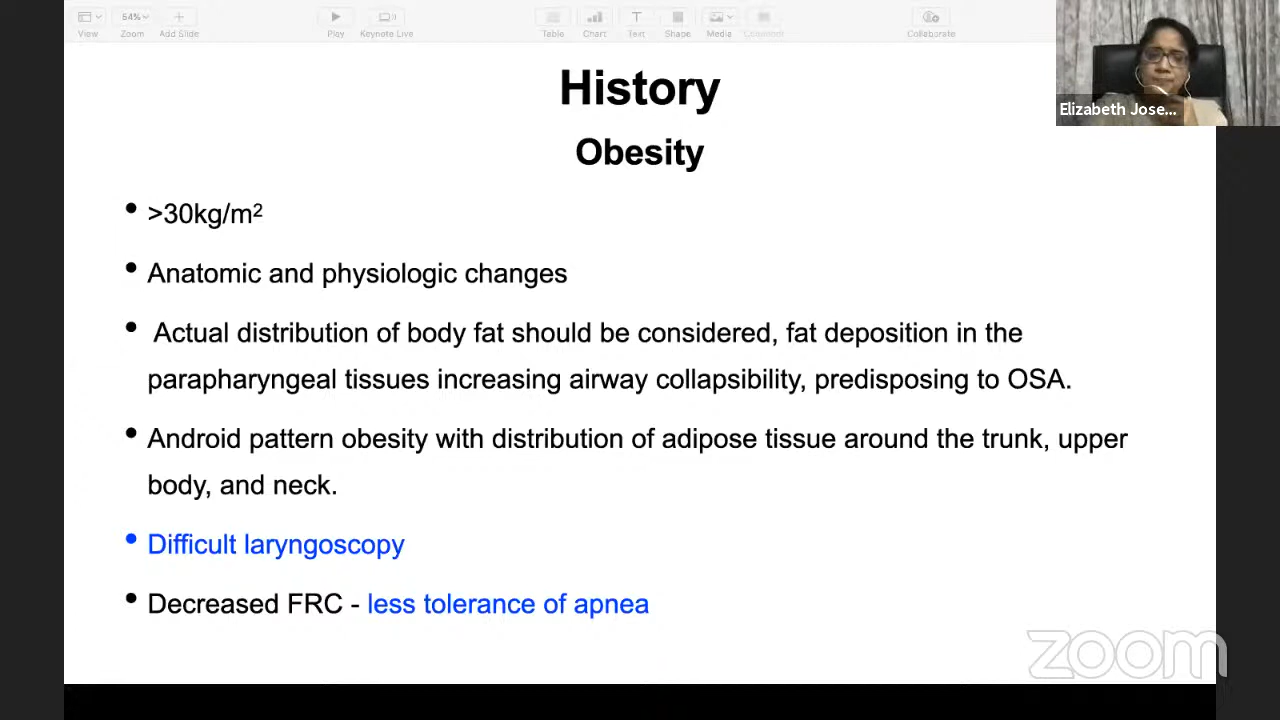 View
54%
Zoom
Add Slide
Play
Keynote Live
Table
Chart
Text
Shape
Media
Comment
Collaborate
Elizabeth Jose...
History
Obesity
• >30kg/m²
• Anatomic and physiologic changes
• Actual distribution of body fat should be considered, fat deposition in the
parapharyngeal tissues increasing airway collapsibility, predisposing to OSA.
• Android pattern obesity with distribution of adipose tissue around the trunk, upper
body, and neck.
• Difficult laryngoscopy
• Decreased FRC - less tolerance of apnea
zoom